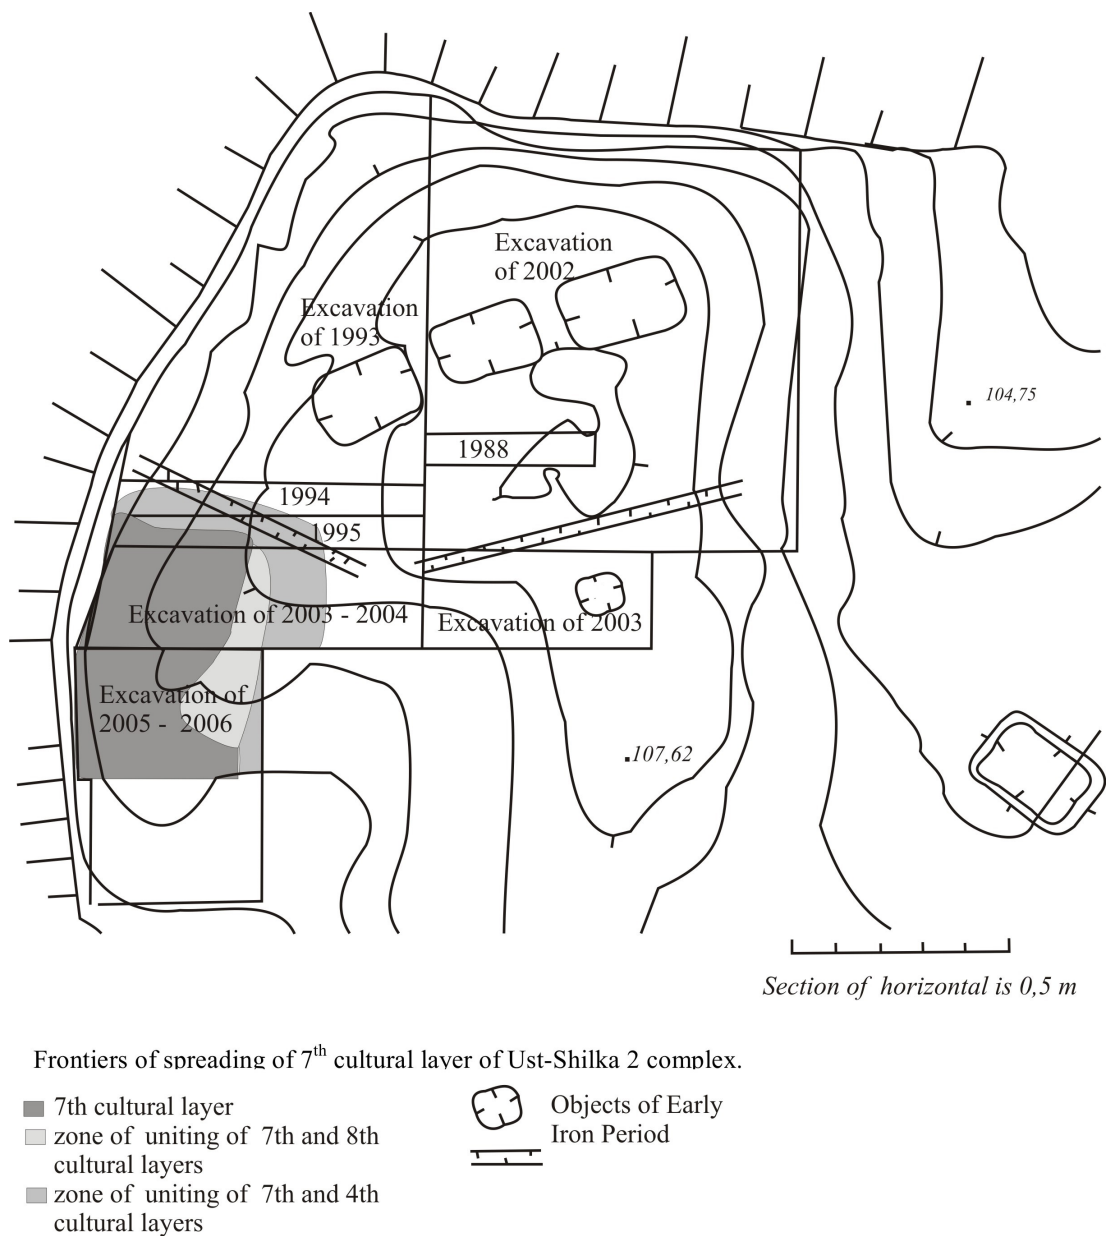 Excavation
of 2002
Excavation
of 1993
104,75
1988
1994
1995
Excavation of 2003 - 2004
Excavation of 2003
Excavation of
2005 - 2006
107,62
Section of horizontal is 0,5 m
Frontiers of spreading of 7th cultural layer of Ust-Shilka 2 complex.
7th cultural layer
zone of uniting of 7th and 8th
cultural layers
zone of uniting of 7th and 4th
cultural layers
Objects of Early
Iron Period